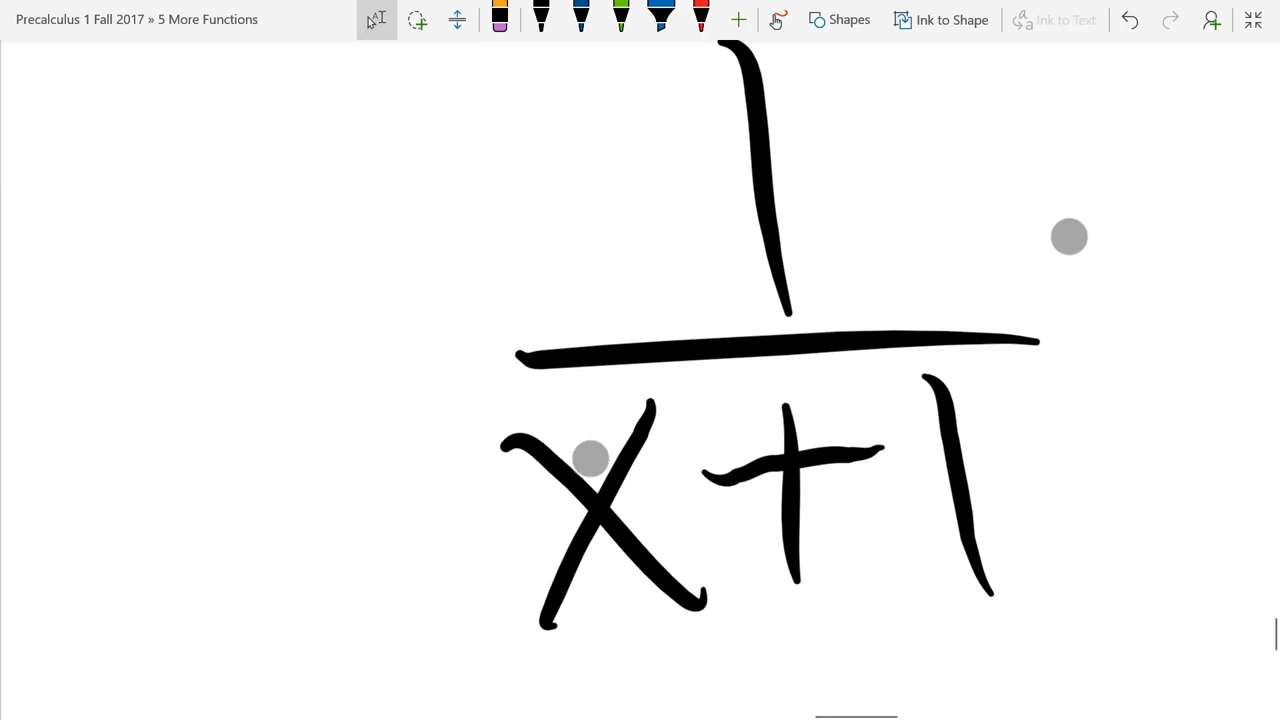 Precalculus 1 Fall 2017 » 5 More Functions
Shapes
Ink to Shape
Ink to Text
1
x + 1